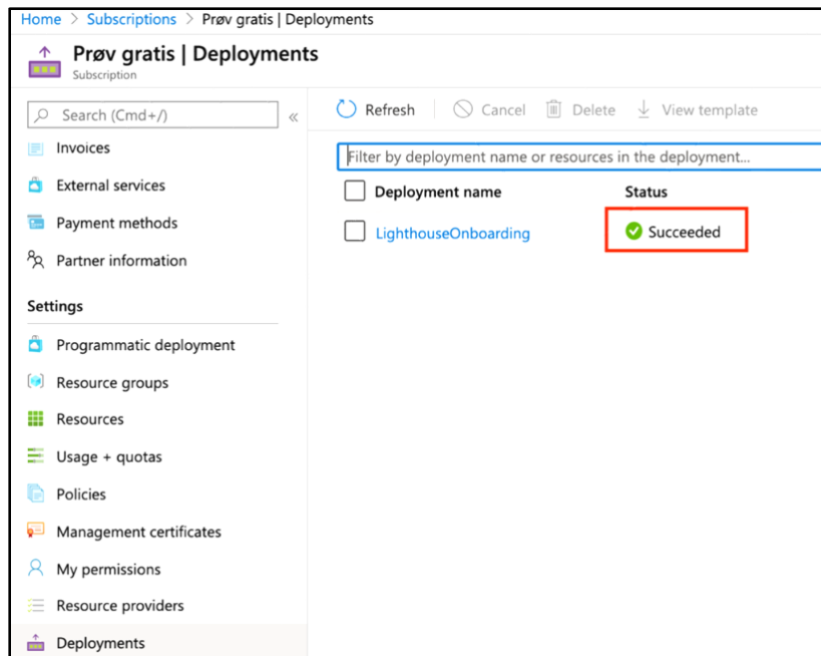 Home > Subscriptions > Prøv gratis | Deployments
Prøv gratis | Deployments
Subscription
Search (Cmd+/)
«
Invoices
External services
Payment methods
Partner information
Settings
Programmatic deployment
Resource groups
Resources
Usage + quotas
Policies
Management certificates
My permissions
Resource providers
Deployments
Refresh Cancel Delete View template
Filter by deployment name or resources in the deployment...
Deployment name Status
LighthouseOnboarding Succeeded